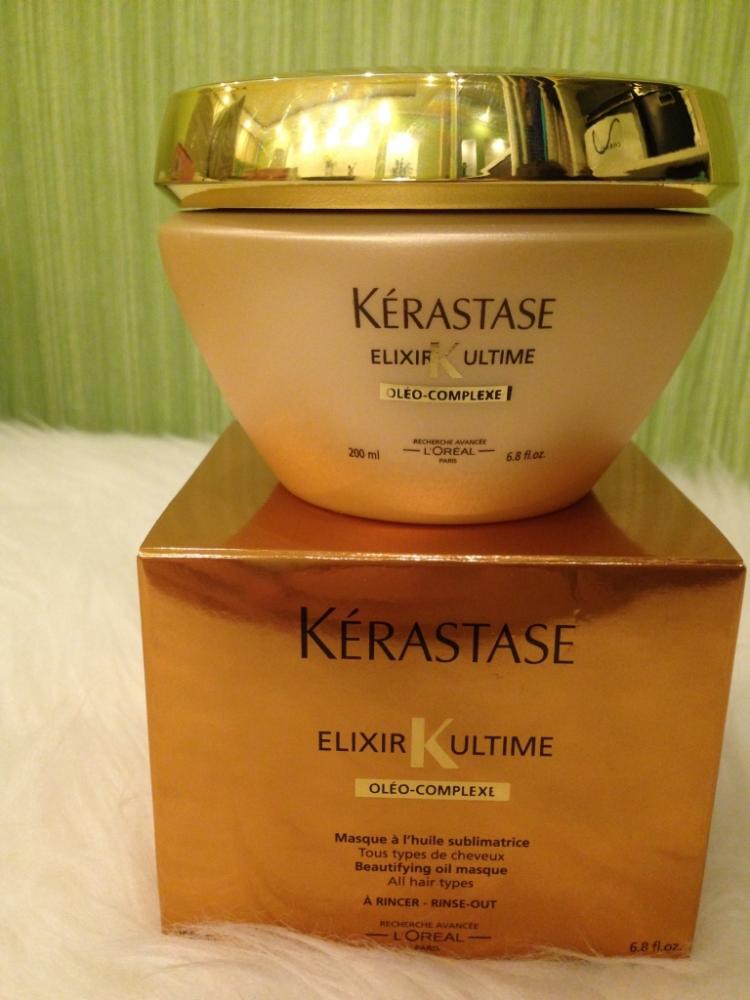 KÉRASTASE
ELIXIR K ULTIME
OLÉO-COMPLEXE
RECHERCHE AVANCÉE
200 ml — L'ORÉAL — 6.8 fl.oz.
PARIS
KÉRASTASE
ELIXIR K ULTIME
OLÉO-COMPLEXE
Masque à l'huile sublimatrice
Tous types de cheveux
Beautifying oil masque
All hair types
À RINCER - RINSE-OUT
RECHERCHE AVANCÉE
— L'ORÉAL —
PARIS 6.8 fl.oz.